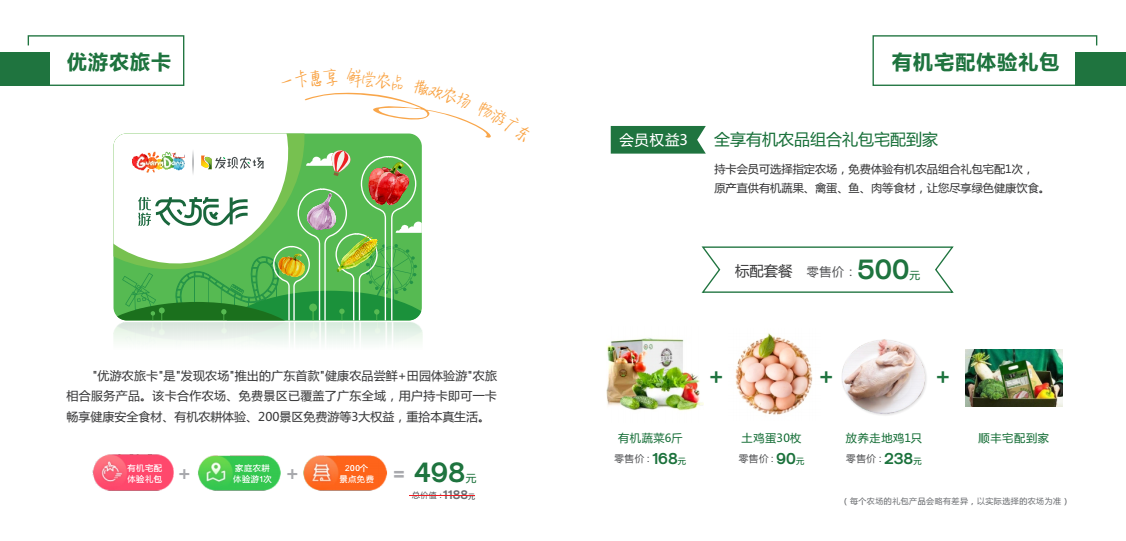 优游农旅卡
一卡惠享 鲜尝农品 撒欢农场 畅游广东
GuangDong
发现农场
优游
农旅卡
"优游农旅卡"是"发现农场"推出的广东首款"健康农品尝鲜+田园体验游"农旅
相合服务产品。该卡合作农场、免费景区已覆盖了广东全域，用户持卡即可一卡
畅享健康安全食材、有机农耕体验、200景区免费游等3大权益，重拾本真生活。
有机宅配
体验礼包
+
家庭农耕
体验游1次
+
200个
景点免费
= 498元
总价值：1188元
有机宅配体验礼包
会员权益3 全享有机农品组合礼包宅配到家
持卡会员可选择指定农场，免费体验有机农品组合礼包宅配1次，
原产直供有机蔬果、禽蛋、鱼、肉等食材，让您尽享绿色健康饮食。
标配套餐 零售价：500元
+ + +
有机蔬菜6斤 土鸡蛋30枚 放养走地鸡1只 顺丰宅配到家
零售价：168元 零售价：90元 零售价：238元
（每个农场的礼包产品会略有差异，以实际选择的农场为准）